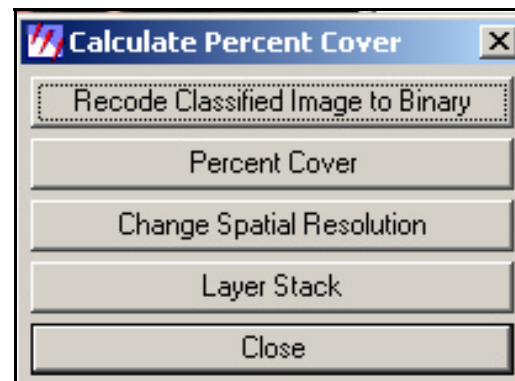 Calculate Percent Cover
Recode Classified Image to Binary
Percent Cover
Change Spatial Resolution
Layer Stack
Close